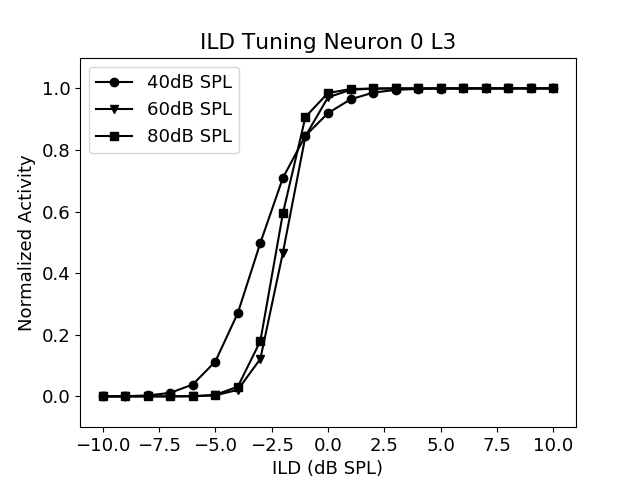 ILD Tuning Neuron 0 L3
40dB SPL
60dB SPL
80dB SPL
1.0
0.8
0.6
0.4
0.2
0.0
Normalized Activity
−10.0 −7.5 −5.0 −2.5 0.0 2.5 5.0 7.5 10.0
ILD (dB SPL)